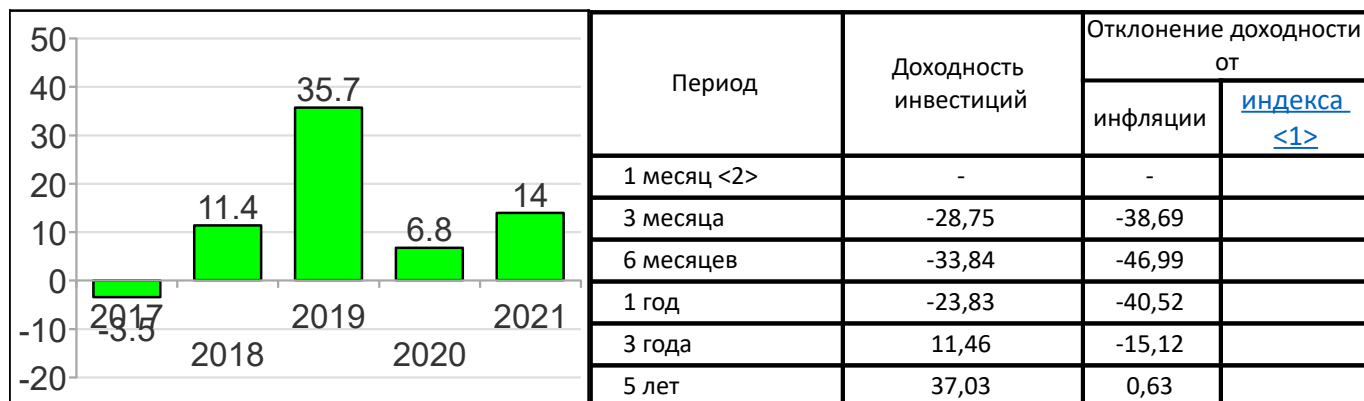 50
40
30
20
10
0
-10
-20
35.7
14
11.4
6.8
-3.5
2017
2019
2021
2018
2020
Период
Доходность
инвестиций
Отклонение доходности
от
инфляции
индекса
<1>
1 месяц <2> - -
3 месяца -28,75 -38,69
6 месяцев -33,84 -46,99
1 год -23,83 -40,52
3 года 11,46 -15,12
5 лет 37,03 0,63